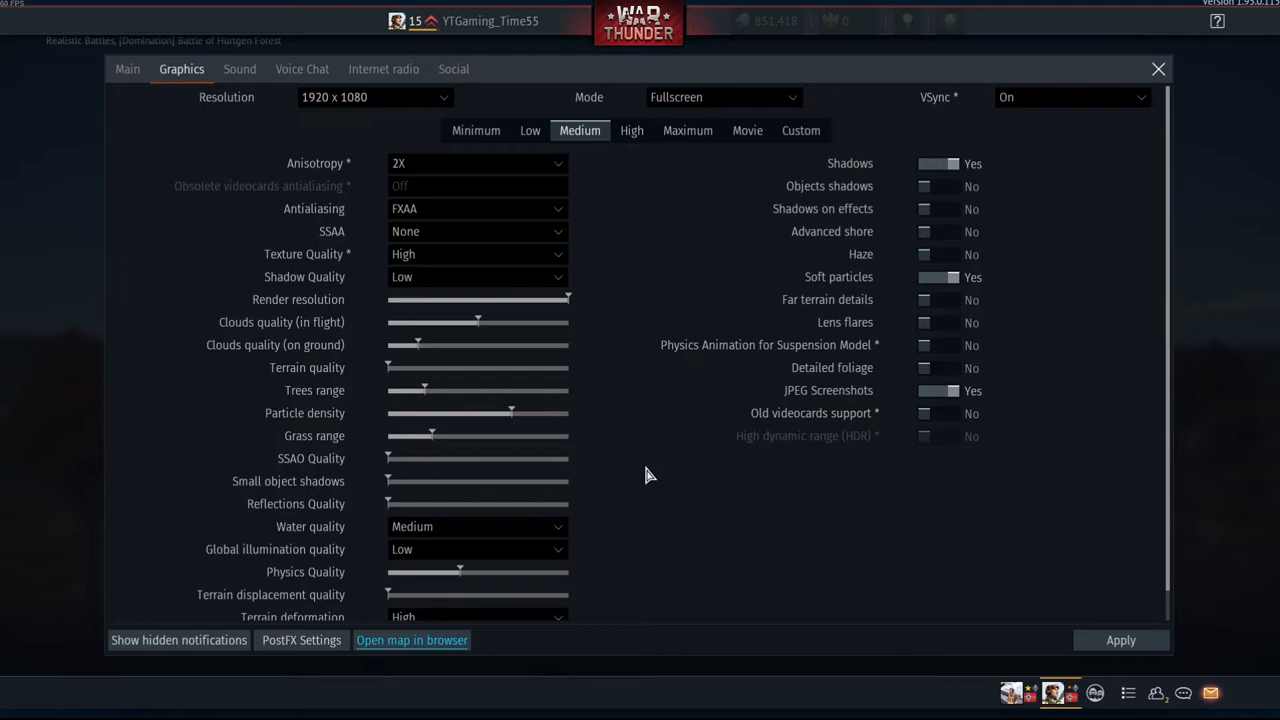 60 FPS
Version 1.95.0.115
15 YTGaming_Time55
WAR THUNDER
851,418 0
Realistic Battles, [Domination] Battle of Hürtgen Forest
Main Graphics Sound Voice Chat Internet radio Social
Resolution 1920 x 1080 Mode Fullscreen VSync * On
Minimum Low Medium High Maximum Movie Custom
Anisotropy * 2X Shadows Yes
Obsolete videocards antialiasing * Off Objects shadows No
Antialiasing FXAA Shadows on effects No
SSAA None Advanced shore No
Texture Quality * High Haze No
Shadow Quality Low Soft particles Yes
Render resolution Far terrain details No
Clouds quality (in flight) Lens flares No
Clouds quality (on ground) Physics Animation for Suspension Model * No
Terrain quality Detailed foliage No
Trees range JPEG Screenshots Yes
Particle density Old videocards support * No
Grass range High dynamic range (HDR) * No
SSAO Quality
Small object shadows
Reflections Quality
Water quality Medium
Global illumination quality Low
Physics Quality
Terrain displacement quality
Terrain deformation High
Show hidden notifications PostFX Settings Open map in browser Apply
2